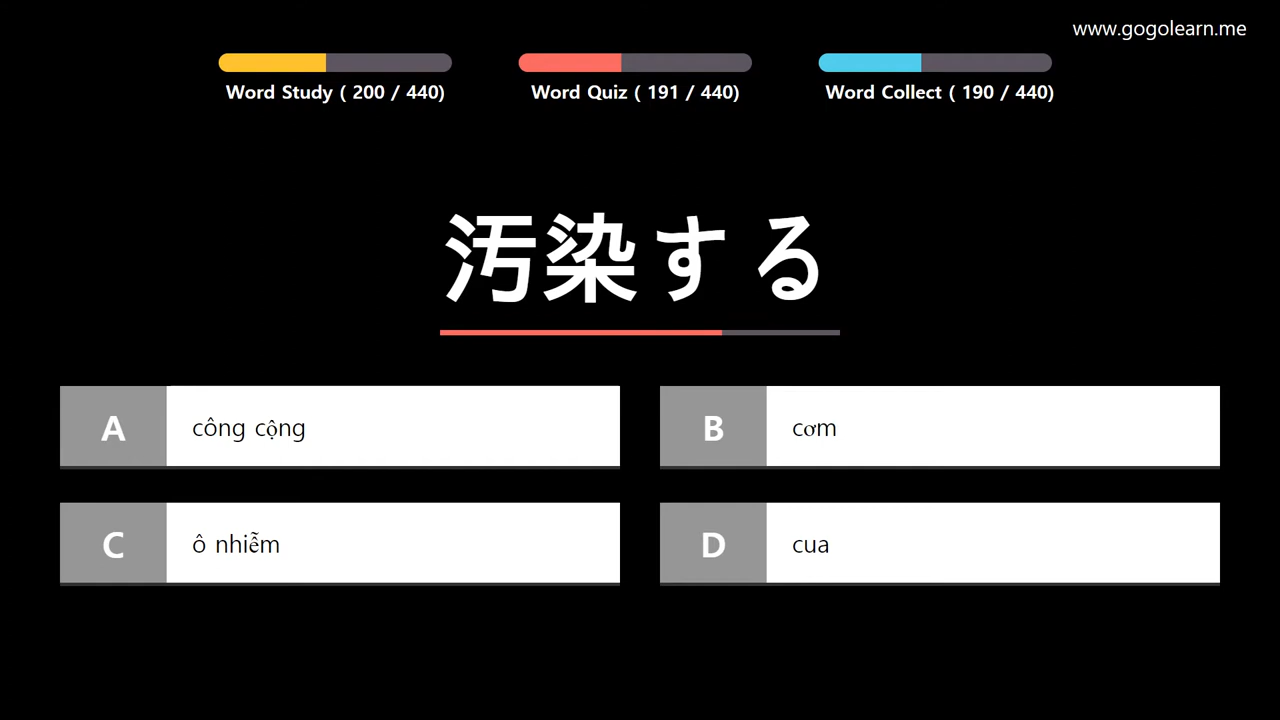 www.gogolearn.me
Word Study ( 200 / 440)
Word Quiz ( 191 / 440)
Word Collect ( 190 / 440)
汚染する
A công cộng
B cơm
C ô nhiễm
D cua